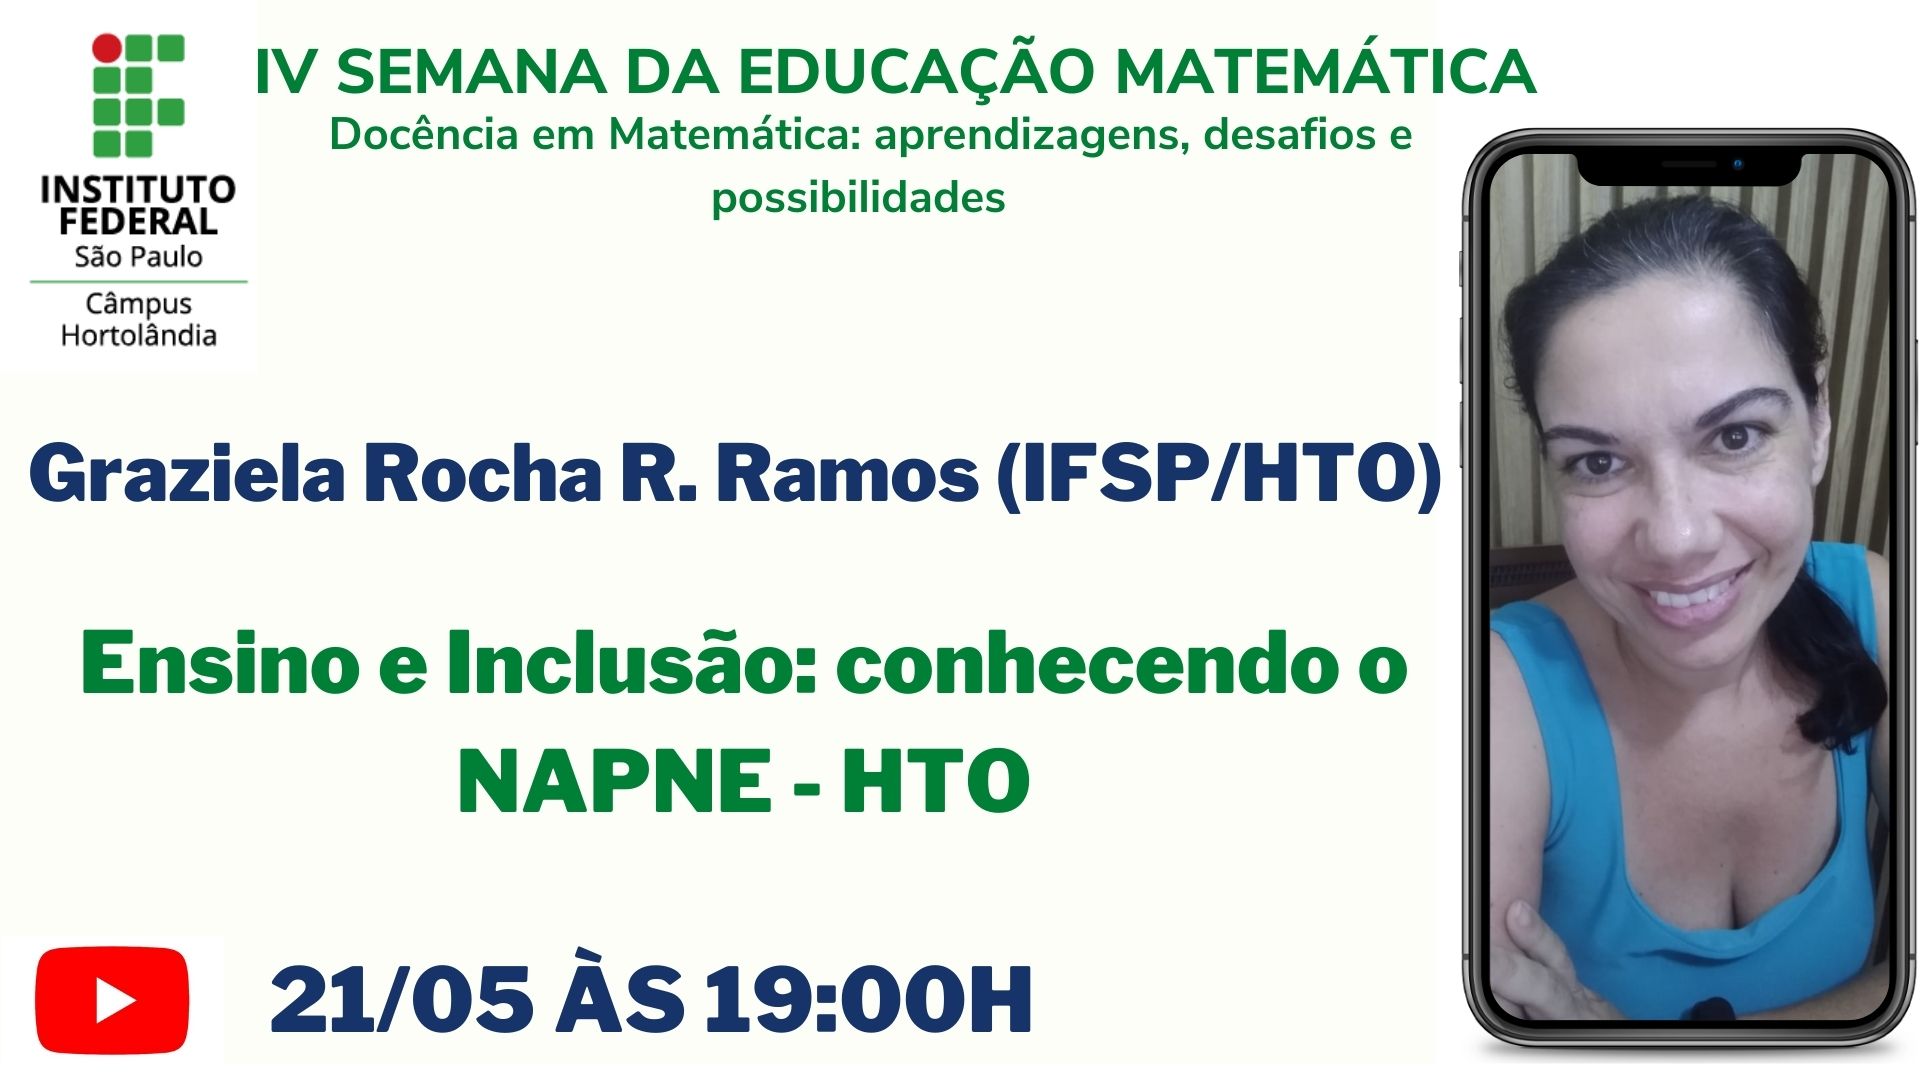 IV SEMANA DA EDUCAÇÃO MATEMÁTICA
Docência em Matemática: aprendizagens, desafios e
possibilidades
INSTITUTO
FEDERAL
São Paulo
Câmpus
Hortolândia
Graziela Rocha R. Ramos (IFSP/HTO)
Ensino e Inclusão: conhecendo o
NAPNE - HTO
21/05 ÀS 19:00H